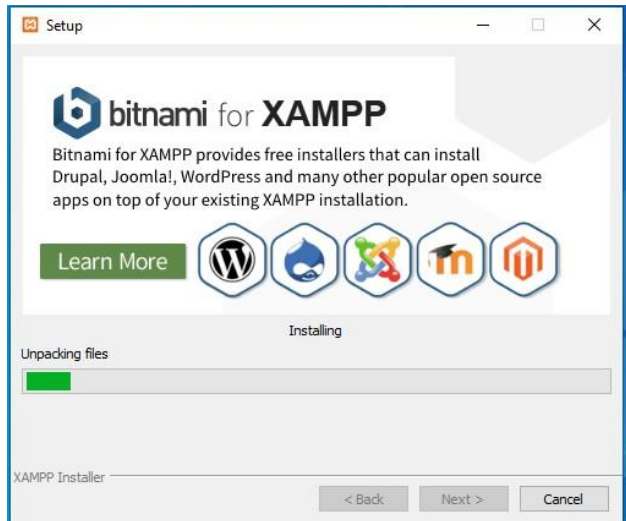 Setup
bitnami for XAMPP
Bitnami for XAMPP provides free installers that can install
Drupal, Joomla!, WordPress and many other popular open source
apps on top of your existing XAMPP installation.
Learn More
Installing
Unpacking files
XAMPP Installer
< Back Next > Cancel